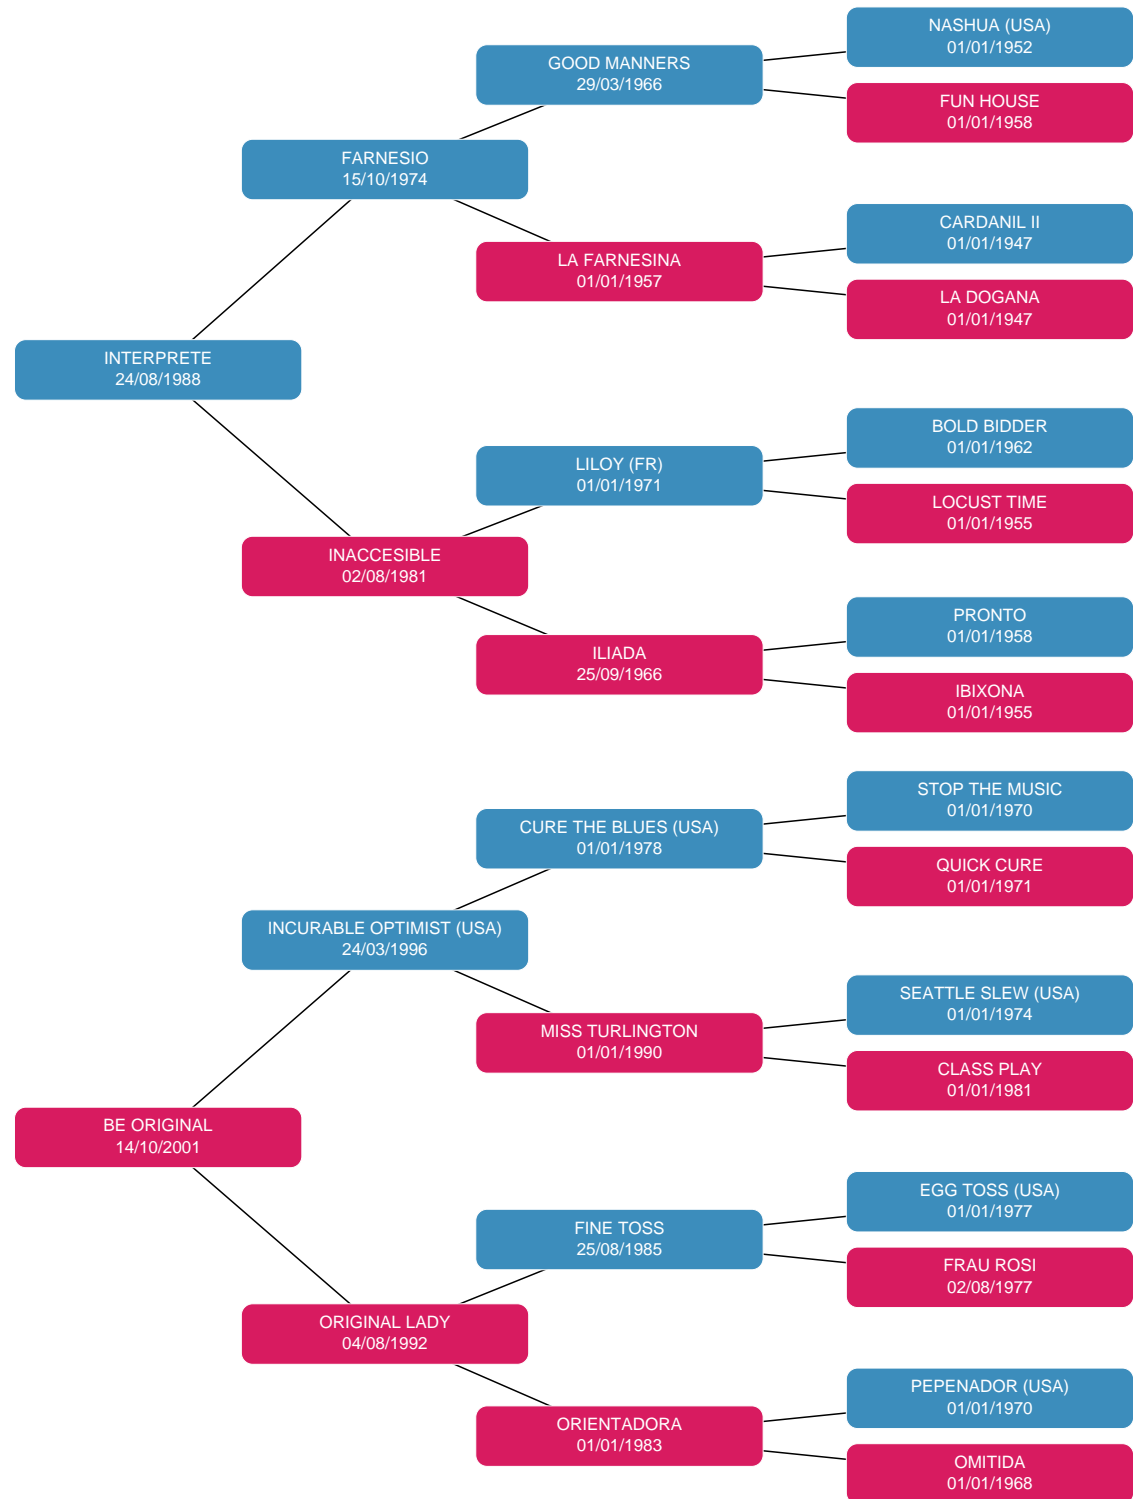 NASHUA (USA)
01/01/1952
GOOD MANNERS
29/03/1966
FUN HOUSE
01/01/1958
FARNESIO
15/10/1974
CARDANIL II
01/01/1947
LA FARNESINA
01/01/1957
LA DOGANA
01/01/1947
INTERPRETE
24/08/1988
BOLD BIDDER
01/01/1962
LILOY (FR)
01/01/1971
LOCUST TIME
01/01/1955
INACCESIBLE
02/08/1981
PRONTO
01/01/1958
ILIADA
25/09/1966
IBIXONA
01/01/1955
STOP THE MUSIC
01/01/1970
CURE THE BLUES (USA)
01/01/1978
QUICK CURE
01/01/1971
INCURABLE OPTIMIST (USA)
24/03/1996
SEATTLE SLEW (USA)
01/01/1974
MISS TURLINGTON
01/01/1990
CLASS PLAY
01/01/1981
BE ORIGINAL
14/10/2001
EGG TOSS (USA)
01/01/1977
FINE TOSS
25/08/1985
FRAU ROSI
02/08/1977
ORIGINAL LADY
04/08/1992
PEPENADOR (USA)
01/01/1970
ORIENTADORA
01/01/1983
OMITIDA
01/01/1968